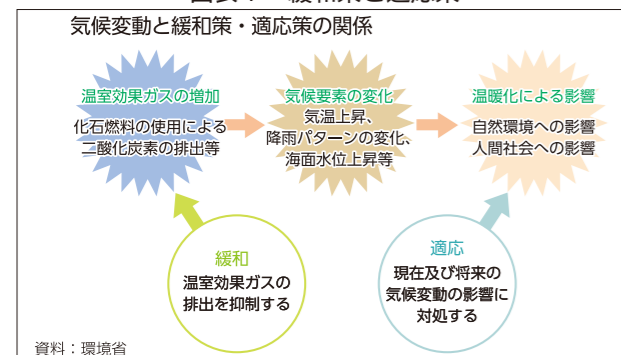 気候変動と緩和策・適応策の関係
温室効果ガスの増加
化石燃料の使用による
二酸化炭素の排出等
気候要素の変化
気温上昇、
降雨パターンの変化、
海面水位上昇等
温暖化による影響
自然環境への影響
人間社会への影響
緩和
温室効果ガスの
排出を抑制する
適応
現在及び将来の
気候変動の影響に
対処する
資料：環境省